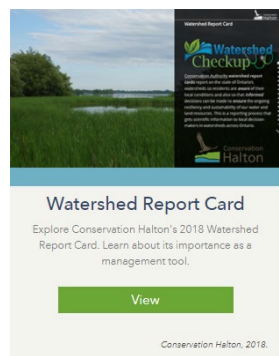 Conservation
Halton
Watershed Report Card
Watershed
Checkup
Conservation Authority watershed report
cards report on the state of Ontario's
watersheds so residents are aware of their
local conditions and also so that informed
decisions can be made to ensure the ongoing
resiliency and sustainability of our water and
land resources. This is a reporting process that
gets scientific information to local decision
makers in watersheds across Ontario.
Conservation
Halton
Watershed Report Card
Explore Conservation Halton's 2018 Watershed
Report Card. Learn about its importance as a
management tool.
View
Conservation Halton, 2018.